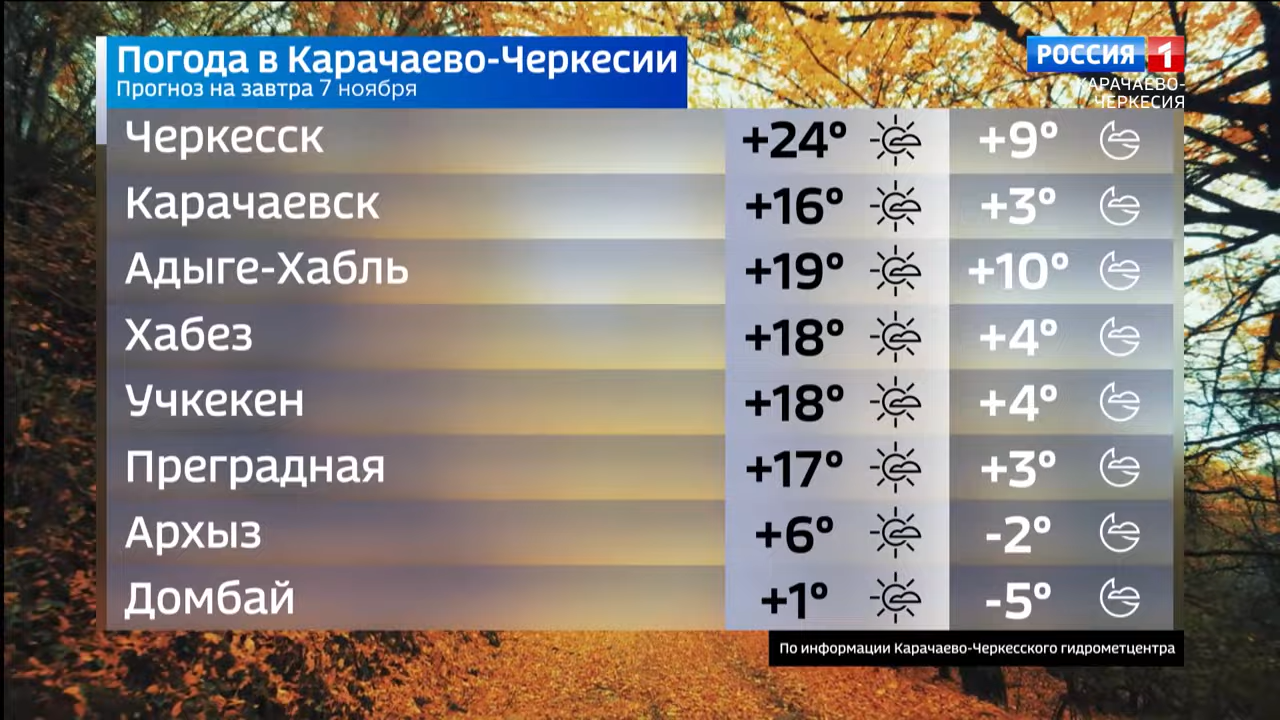 Погода в Карачаево-Черкесии
Прогноз на завтра 7 ноября
РОССИЯ 1
КАРАЧАЕВО-
ЧЕРКЕСИЯ
Черкесск +24° +9°
Карачаевск +16° +3°
Адыге-Хабль +19° +10°
Хабез +18° +4°
Учкекен +18° +4°
Преградная +17° +3°
Архыз +6° -2°
Домбай +1° -5°
По информации Карачаево-Черкесского гидрометцентра